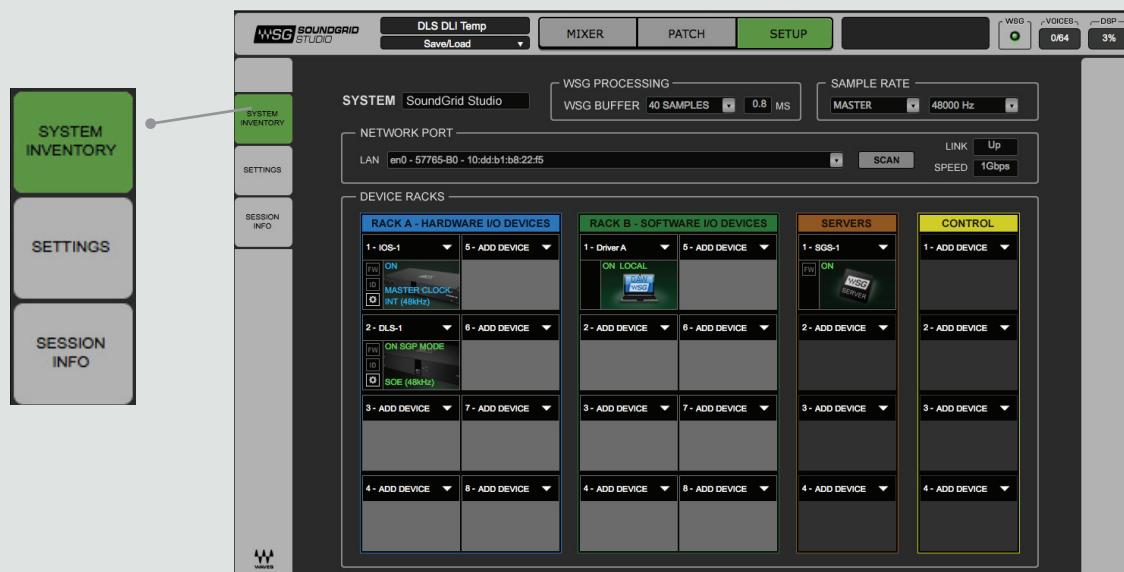 SYSTEM
INVENTORY
SETTINGS
SESSION
INFO
WSG SOUNDGRID
STUDIO
DLS DLI Temp
Save/Load
MIXER
PATCH
SETUP
WSG
VOICES
0/64
DSP
3%
SYSTEM
INVENTORY
SETTINGS
SESSION
INFO
WAVES
SYSTEM SoundGrid Studio
WSG PROCESSING
WSG BUFFER 40 SAMPLES 0.8 MS
SAMPLE RATE
MASTER 48000 Hz
NETWORK PORT
LAN en0 - 57765-B0 - 10:dd:b1:b8:22:f5
SCAN
LINK Up
SPEED 1Gbps
DEVICE RACKS
RACK A - HARDWARE I/O DEVICES
1 - IOS-1
FW
ID
ON
MASTER CLOCK
INT (48kHz)
5 - ADD DEVICE
2 - DLS-1
FW
ID
ON SGP MODE
SOE (48kHz)
6 - ADD DEVICE
3 - ADD DEVICE
7 - ADD DEVICE
4 - ADD DEVICE
8 - ADD DEVICE
RACK B - SOFTWARE I/O DEVICES
1 - Driver A
ON LOCAL
DAW
WSG
5 - ADD DEVICE
2 - ADD DEVICE
6 - ADD DEVICE
3 - ADD DEVICE
7 - ADD DEVICE
4 - ADD DEVICE
8 - ADD DEVICE
SERVERS
1 - SGS-1
FW
ON
WSG
SERVER
2 - ADD DEVICE
3 - ADD DEVICE
4 - ADD DEVICE
CONTROL
1 - ADD DEVICE
2 - ADD DEVICE
3 - ADD DEVICE
4 - ADD DEVICE